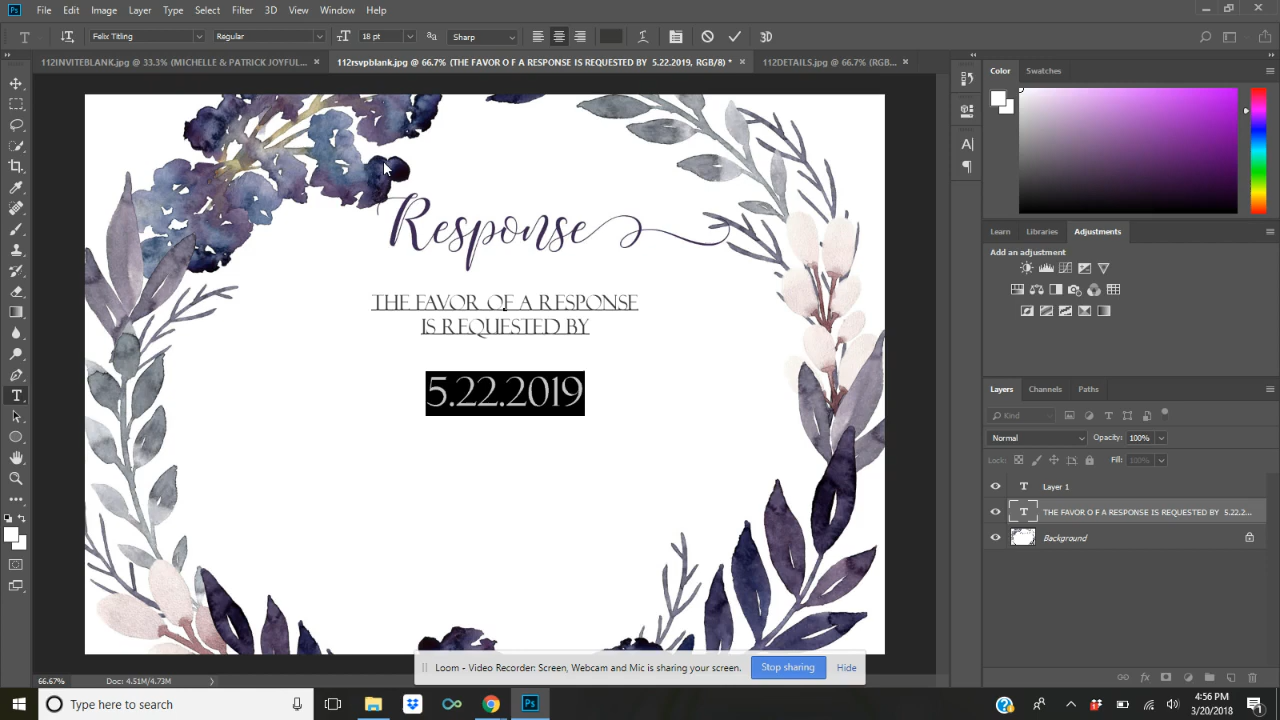 Ps File Edit Image Layer Type Select Filter 3D View Window Help
T Felix Titling Regular 18 pt Sharp 3D
112INVITEBLANK.jpg @ 33.3% (MICHELLE & PATRICK JOYFUL... × 112rsvpblank.jpg @ 66.7% (THE FAVOR O F A RESPONSE IS REQUESTED BY 5.22.2019, RGB/8) * × 112DETAILS.jpg @ 66.7% (RGB... ×
Color Swatches
Response
THE FAVOR OF A RESPONSE
IS REQUESTED BY
5.22.2019
Learn Libraries Adjustments
Add an adjustment
Layers Channels Paths
Kind
Normal Opacity: 100%
Lock: Fill: 100%
T Layer 1
T THE FAVOR O F A RESPONSE IS REQUESTED BY 5.22.2...
Background
Loom - Video Recorder: Screen, Webcam and Mic is sharing your screen. Stop sharing Hide
66.67% Doc: 4.51M/4.73M
Type here to search
Ps
4:56 PM
3/20/2018